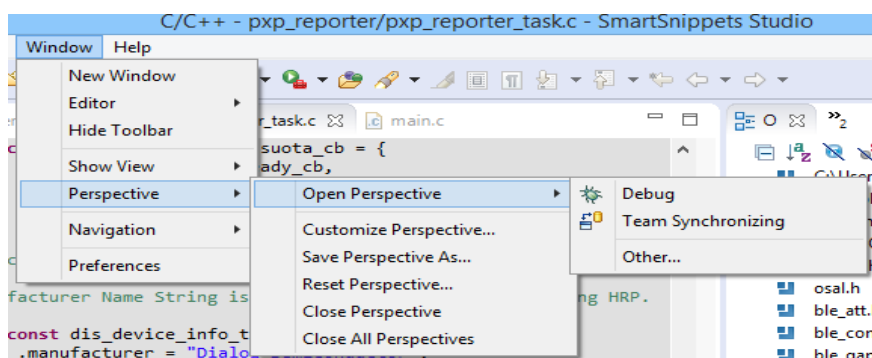 C/C++ - pxp_reporter/pxp_reporter_task.c - SmartSnippets Studio
Window Help
New Window
Editor
Hide Toolbar
Show View
Perspective
Navigation
Preferences
Open Perspective
Customize Perspective...
Save Perspective As...
Reset Perspective...
Close Perspective
Close All Perspectives
Debug
Team Synchronizing
Other...
r_task.c main.c
O
2
suota_cb = {
ady_cb,
facturer Name String is
ng HRP.
const dis_device_info_t
.manufacturer =
osal.h
ble_att.
ble_con
ble_gap